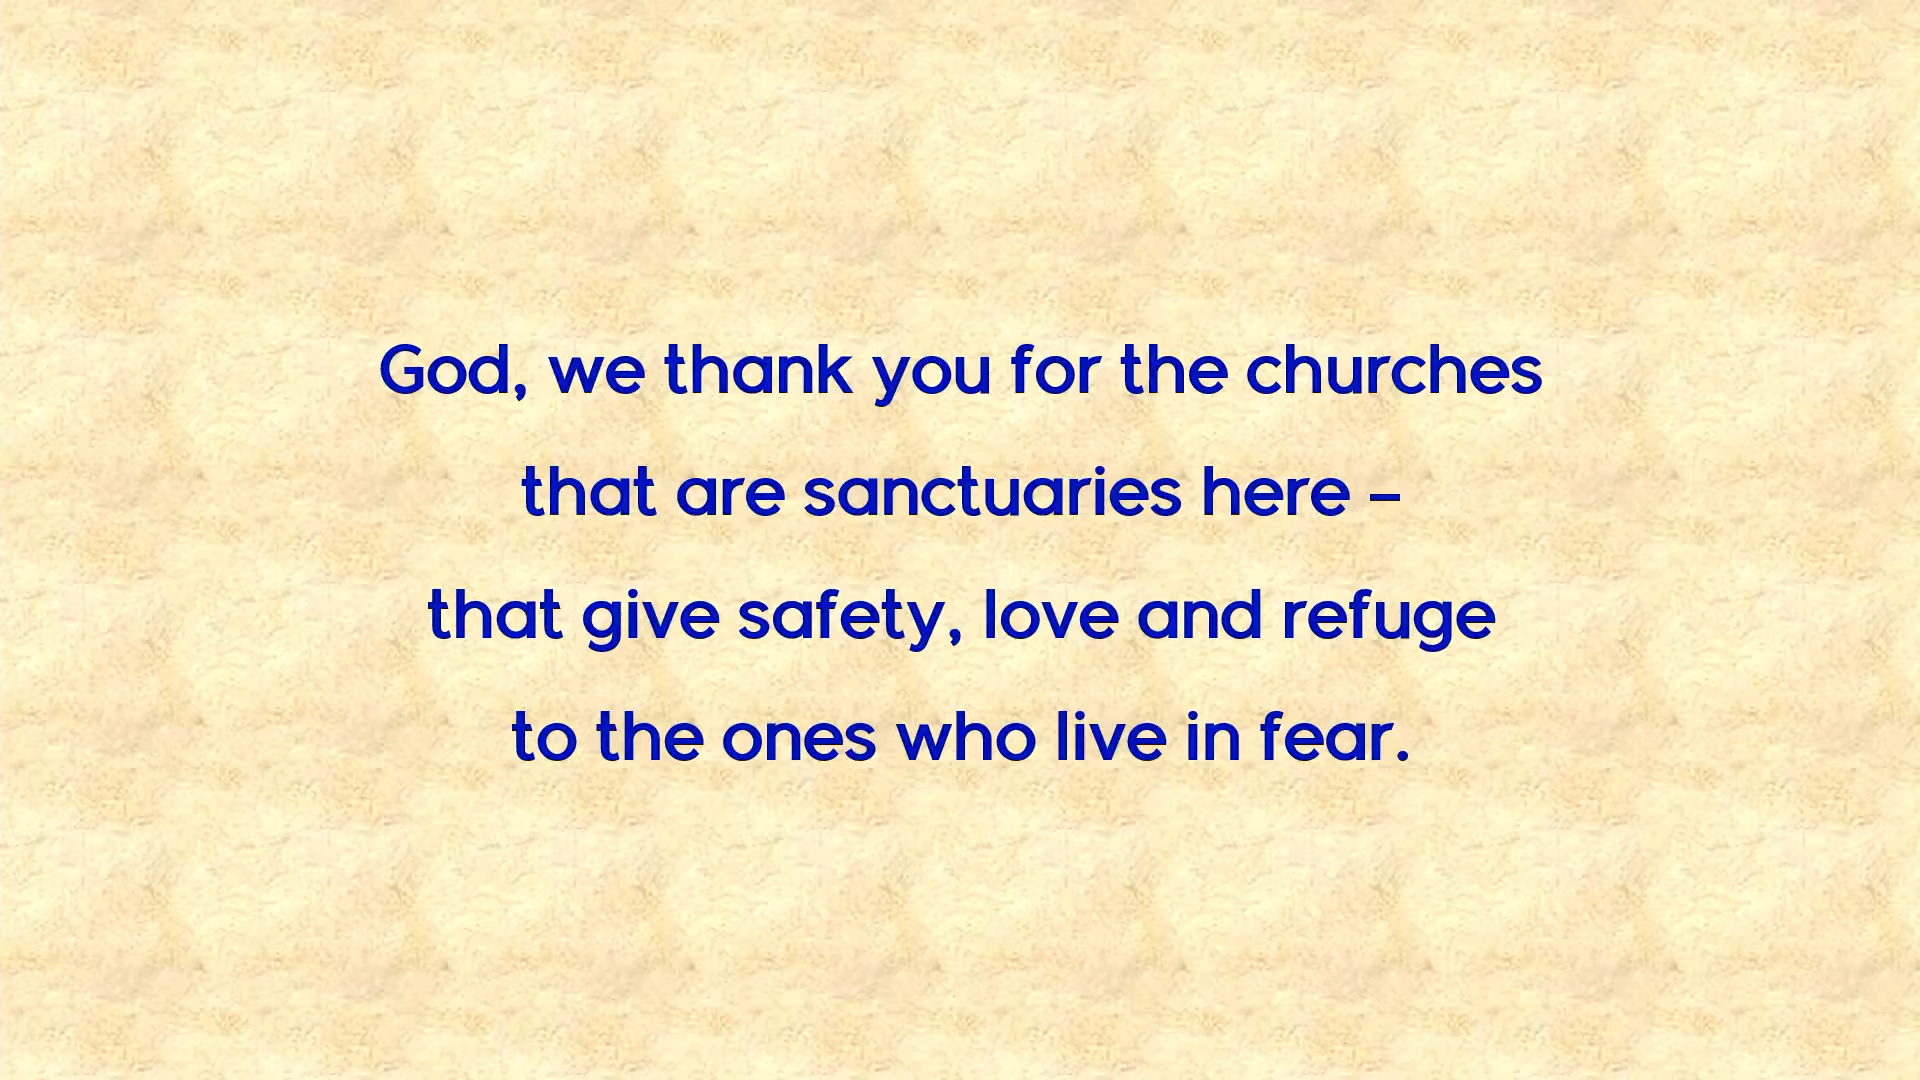 God, we thank you for the churches
that are sanctuaries here –
that give safety, love and refuge
to the ones who live in fear.